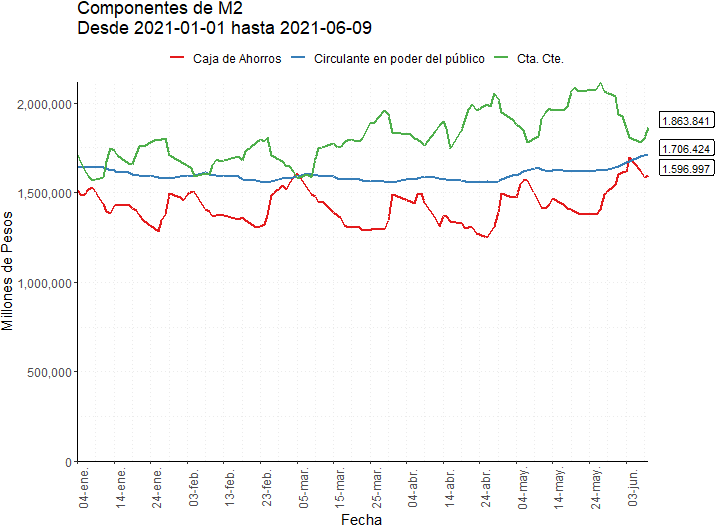 Componentes de M2
Desde 2021-01-01 hasta 2021-06-09
Caja de Ahorros Circulante en poder del público Cta. Cte.
Millones de Pesos
2,000,000
1,500,000
1,000,000
500,000
0
1.863.841
1.706.424
1.596.997
04-ene.
14-ene.
24-ene.
03-feb.
13-feb.
23-feb.
05-mar.
15-mar.
25-mar.
04-abr.
14-abr.
24-abr.
04-may.
14-may.
24-may.
03-jun.
Fecha